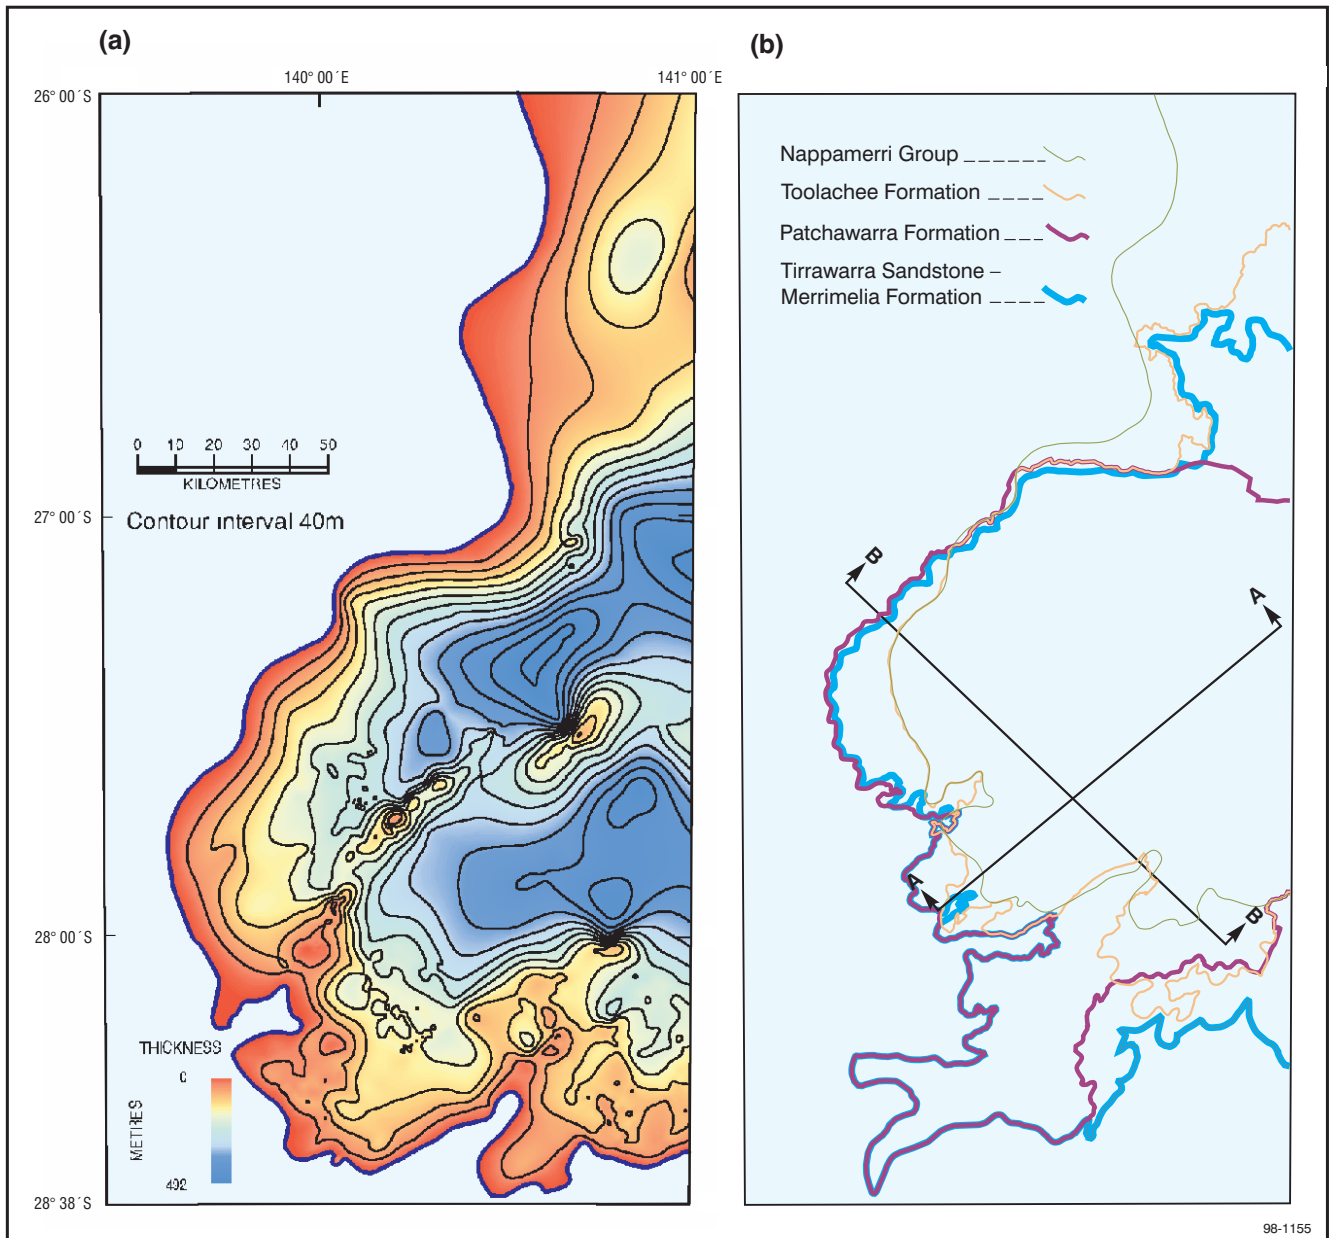 (a)
(b)
140° 00´E
141° 00´E
26° 00´S
27° 00´S
28° 00´S
28° 38´S
0 10 20 30 40 50
KILOMETRES
Contour interval 40m
THICKNESS
0
METRES
492
Nappamerri Group
Toolachee Formation
Patchawarra Formation
Tirrawarra Sandstone –
Merrimelia Formation
B
A
A
B
98-1155